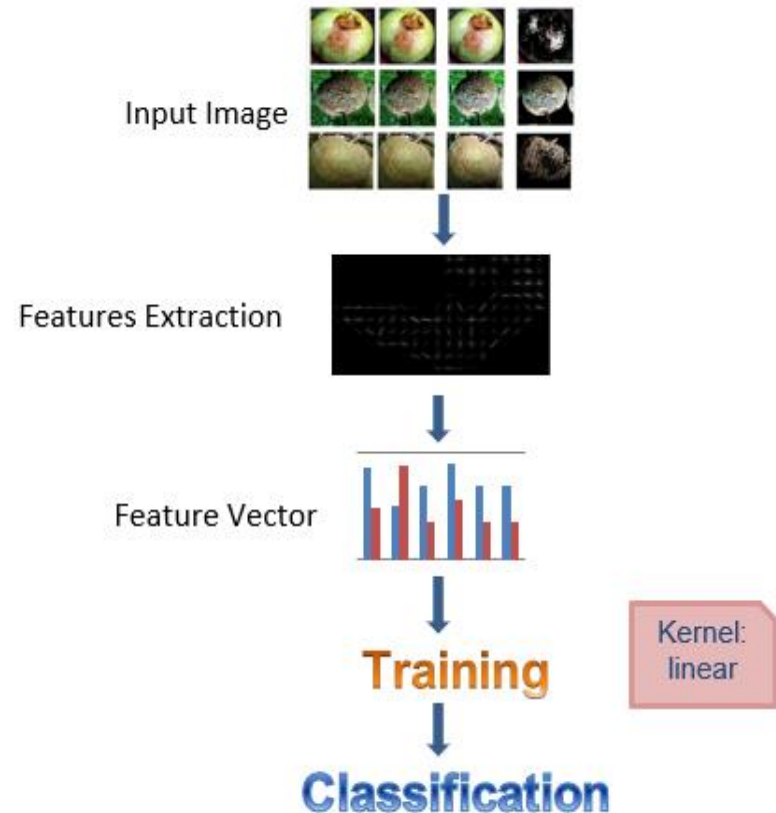 Input Image
Features Extraction
Feature Vector
Training
Kernel:
linear
Classification